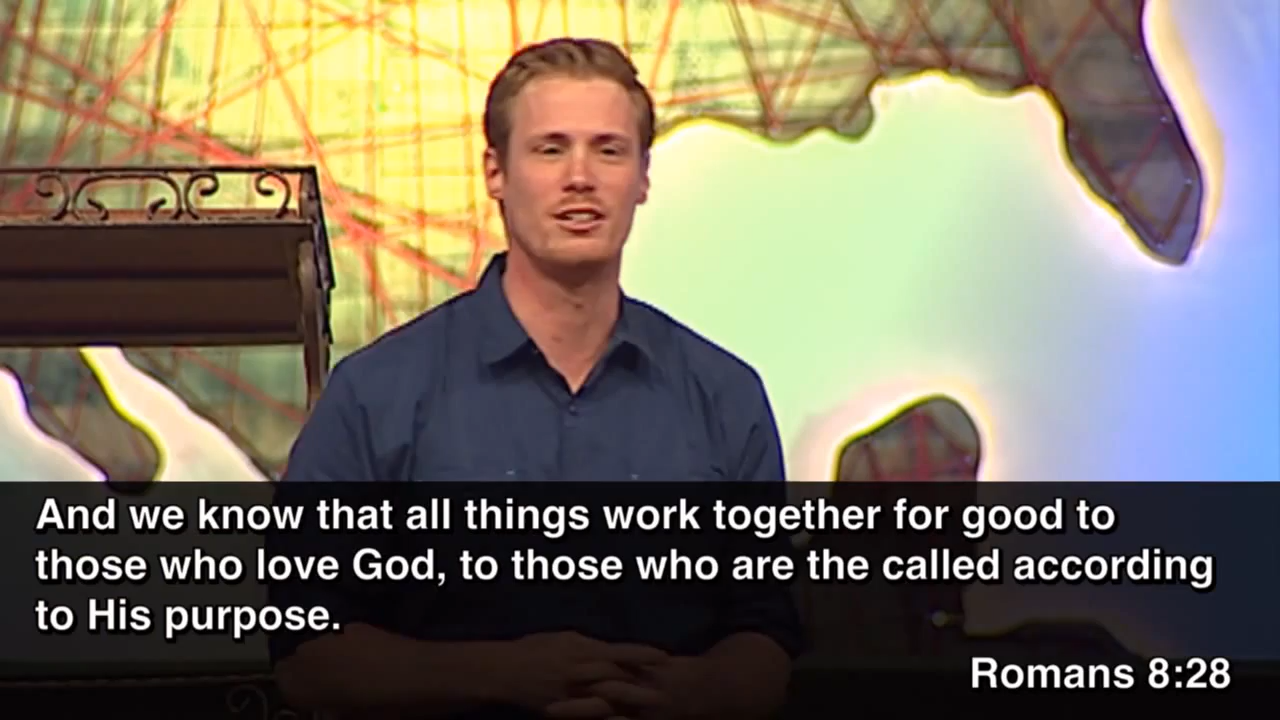 And we know that all things work together for good to
those who love God, to those who are the called according
to His purpose.
Romans 8:28